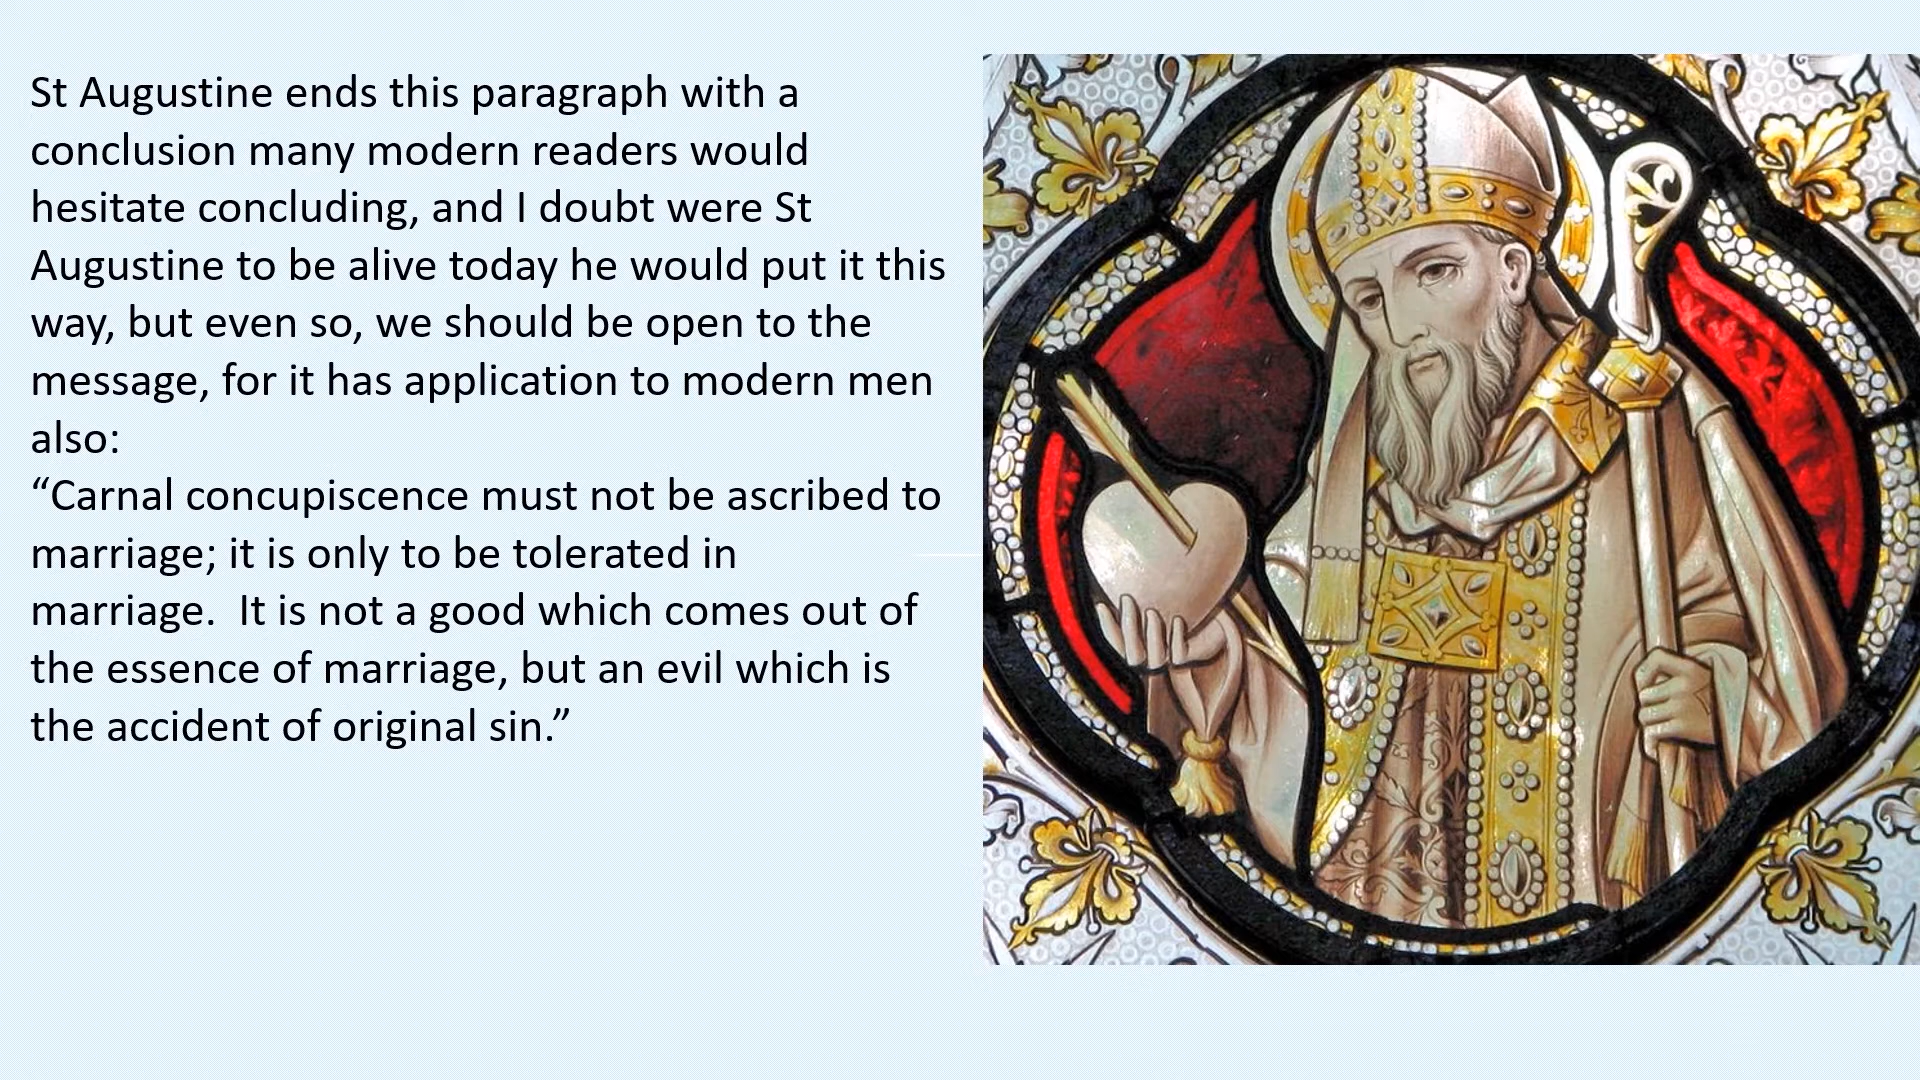 St Augustine ends this paragraph with a
conclusion many modern readers would
hesitate concluding, and I doubt were St
Augustine to be alive today he would put it this
way, but even so, we should be open to the
message, for it has application to modern men
also:
“Carnal concupiscence must not be ascribed to
marriage; it is only to be tolerated in
marriage.  It is not a good which comes out of
the essence of marriage, but an evil which is
the accident of original sin.”